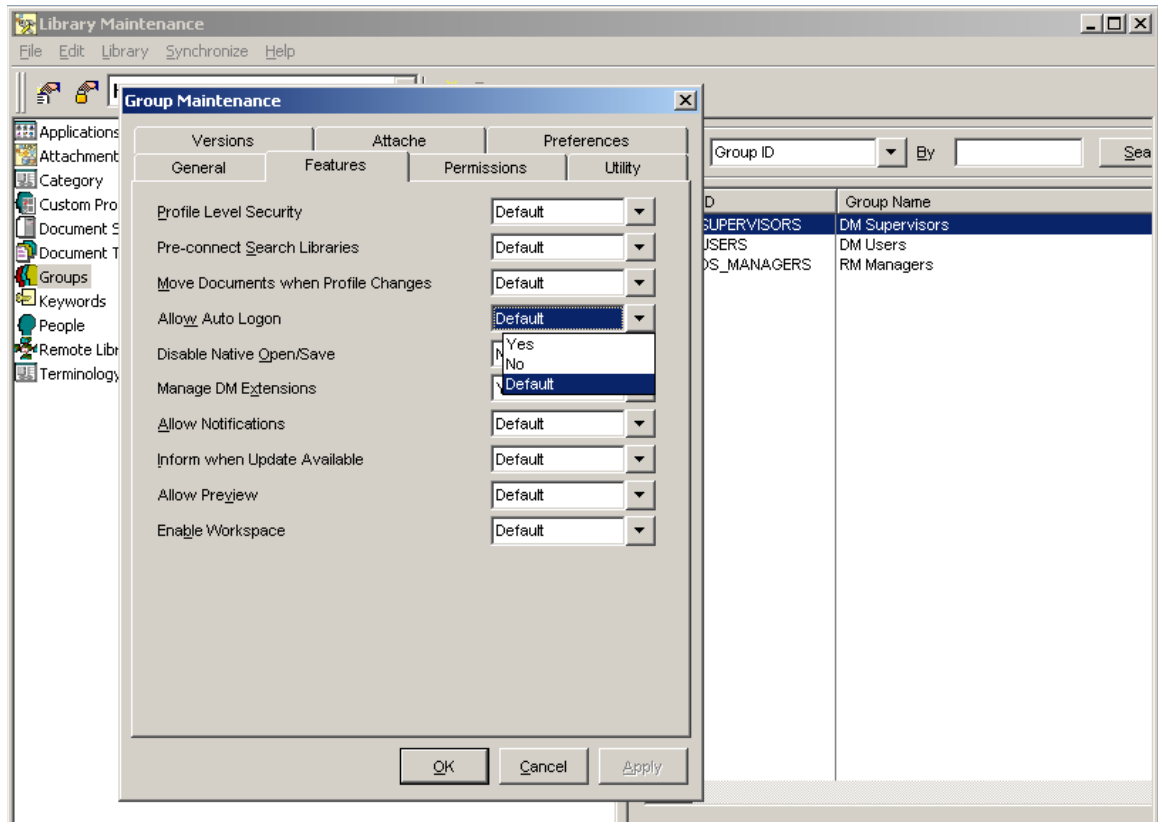 Library Maintenance
File Edit Library Synchronize Help
Group Maintenance
Versions Attache Preferences
General Features Permissions Utility
Profile Level Security Default
Pre-connect Search Libraries Default
Move Documents when Profile Changes Default
Allow Auto Logon Default
Yes
No
Default
Disable Native Open/Save
Manage DM Extensions
Allow Notifications Default
Inform when Update Available Default
Allow Preview Default
Enable Workspace Default
OK Cancel Apply
Applications
Attachment
Category
Custom Pro
Document S
Document T
Groups
Keywords
People
Remote Libr
Terminology
Group ID By Sea
D Group Name
SUPERVISORS DM Supervisors
USERS DM Users
DS_MANAGERS RM Managers